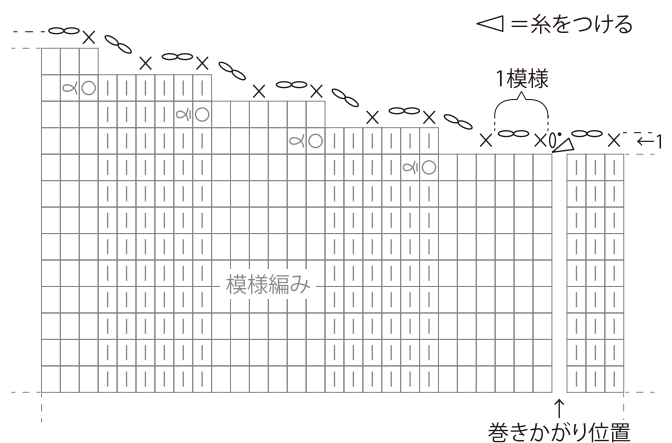 ＝糸をつける
1模様
←1
模様編み
↑
巻きかがり位置